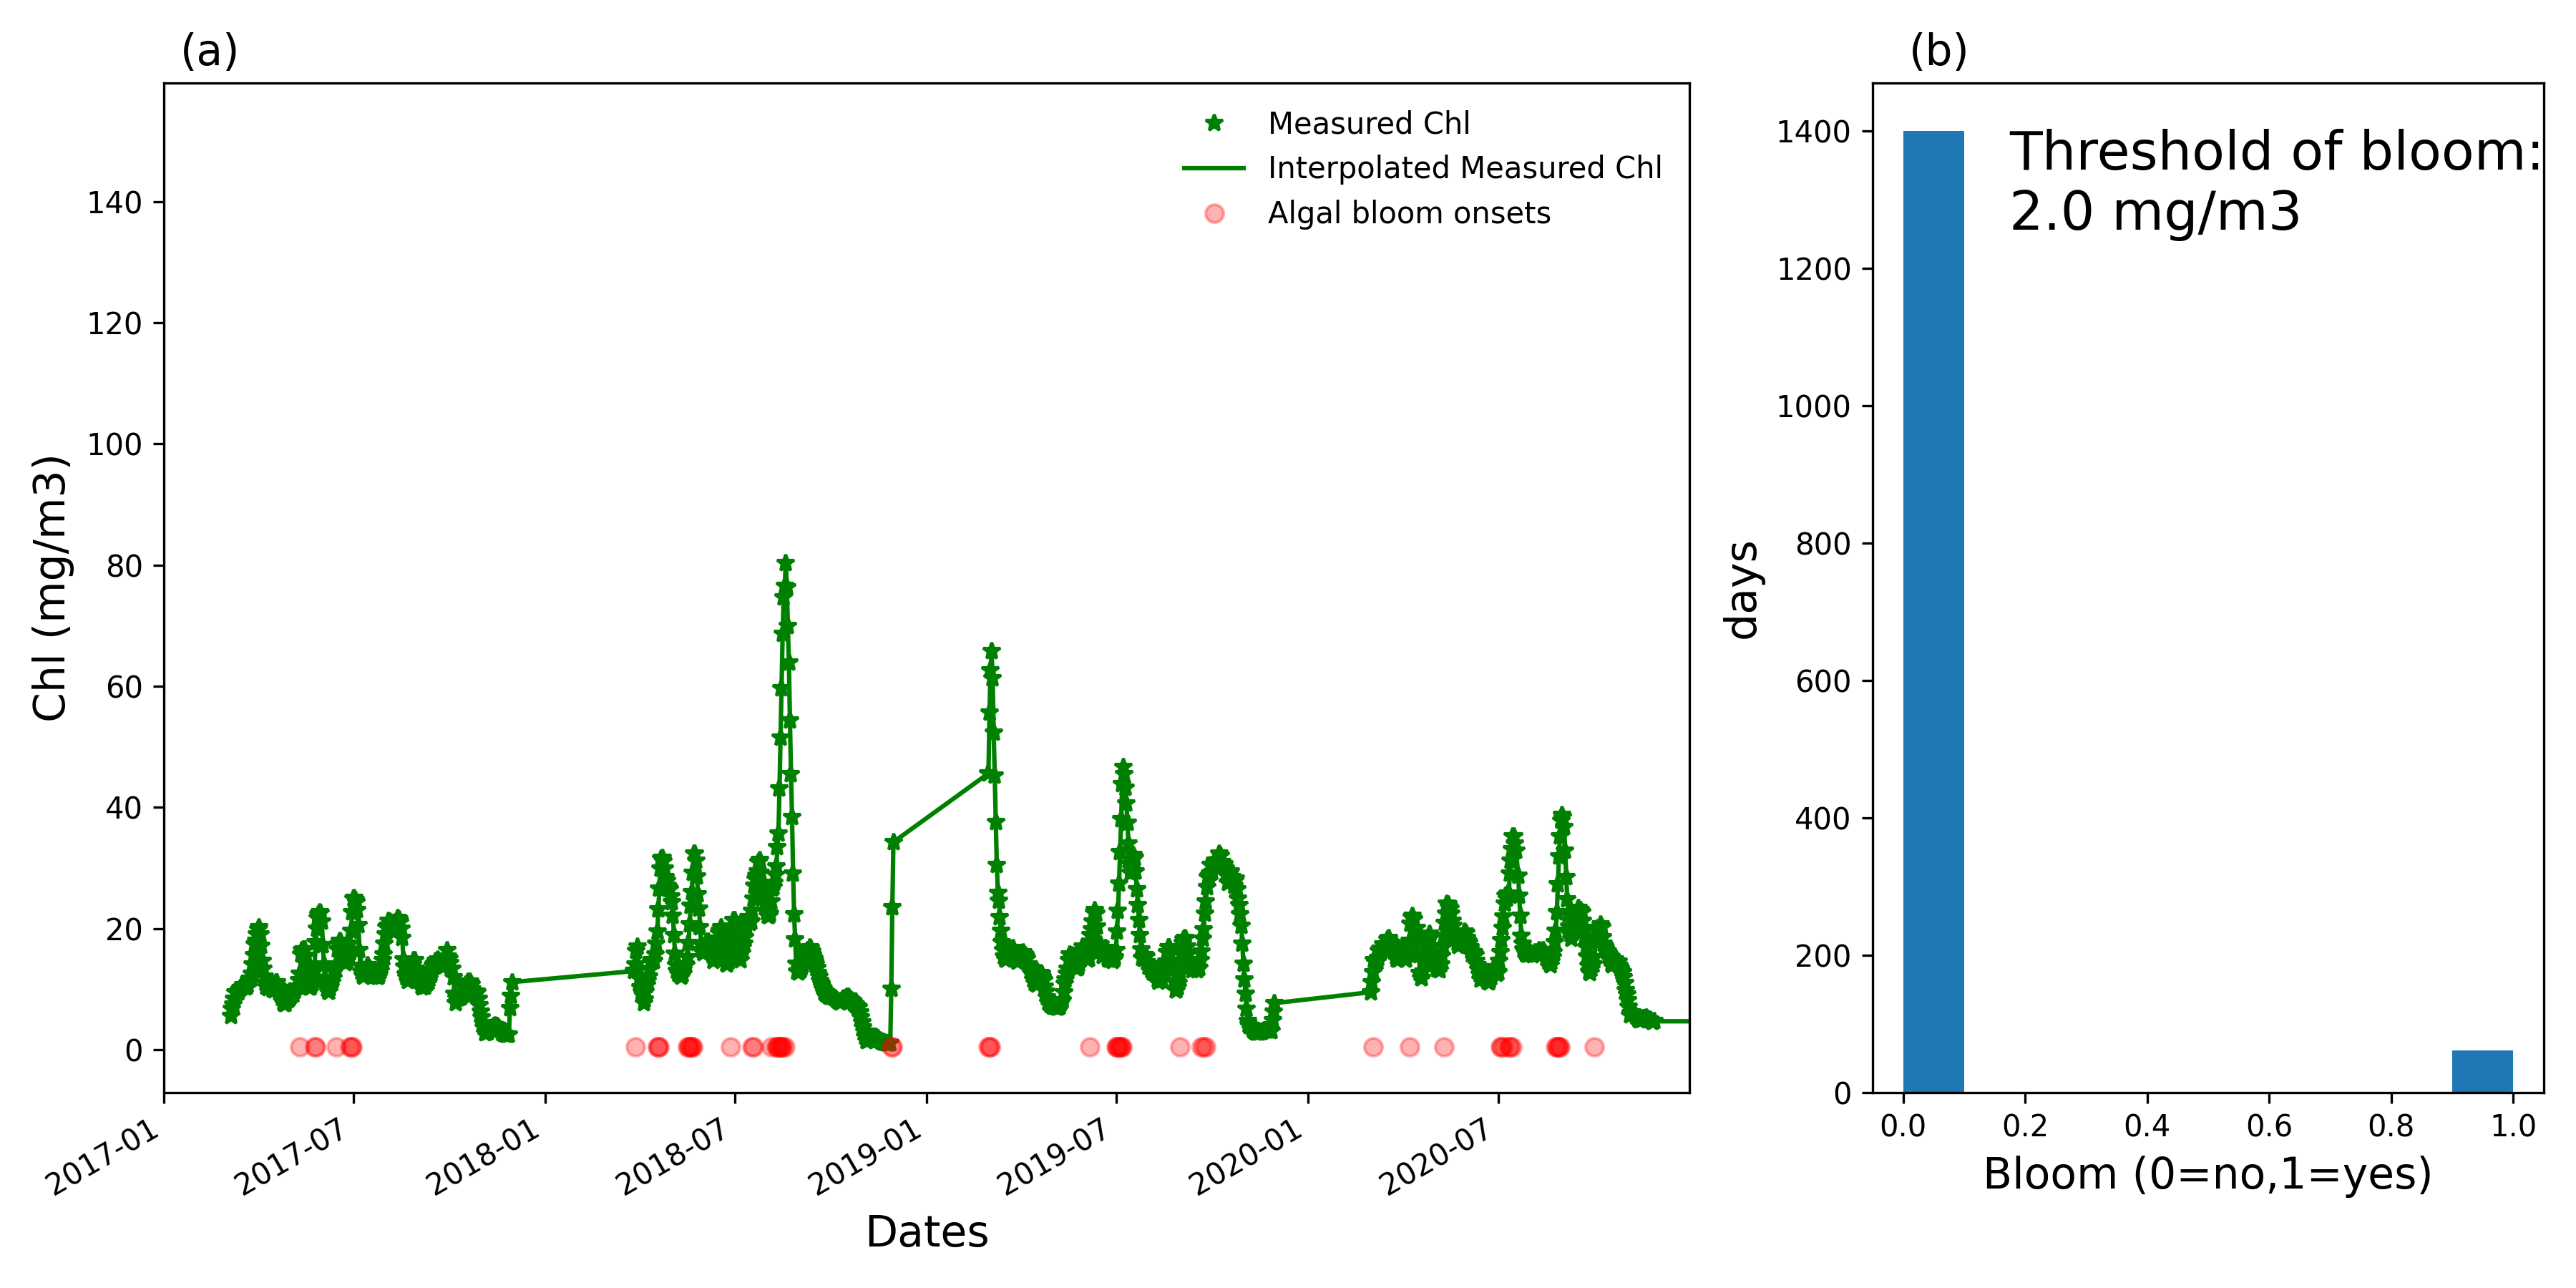 (a)
Measured Chl
Interpolated Measured Chl
Algal bloom onsets
140
120
100
80
60
40
20
0
Chl (mg/m3)
2017-01
2017-07
2018-01
2018-07
2019-01
2019-07
2020-01
2020-07
Dates
(b)
Threshold of bloom:
2.0 mg/m3
1400
1200
1000
800
600
400
200
0
days
0.0
0.2
0.4
0.6
0.8
1.0
Bloom (0=no,1=yes)